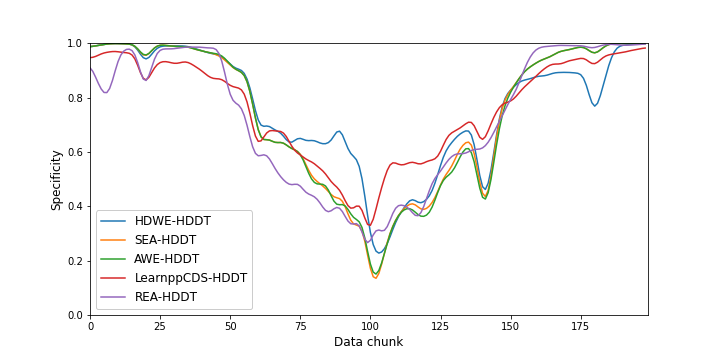 1.0
0.8
0.6
0.4
0.2
0.0
Specificity
HDWE-HDDT
SEA-HDDT
AWE-HDDT
LearnppCDS-HDDT
REA-HDDT
0 25 50 75 100 125 150 175
Data chunk